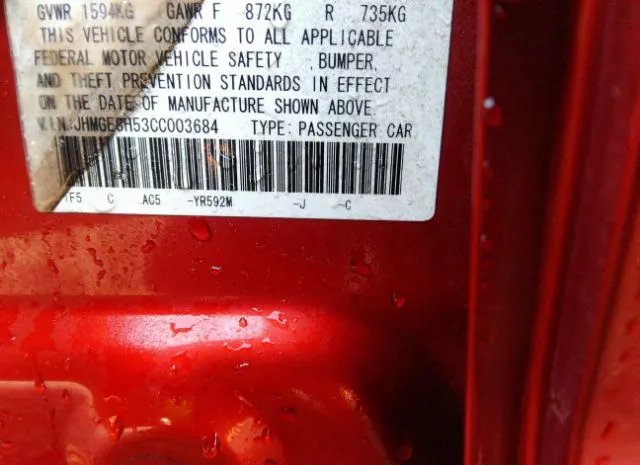 GVWR 1594KG GAWR F 872KG R 735KG
THIS VEHICLE CONFORMS TO ALL APPLICABLE
FEDERAL MOTOR VEHICLE SAFETY , BUMPER,
AND THEFT PREVENTION STANDARDS IN EFFECT
ON THE DATE OF MANUFACTURE SHOWN ABOVE.
V.I.N:JHMGE8H53CC003684 TYPE: PASSENGER CAR
TF5 C AC5 -YR592M -J -C